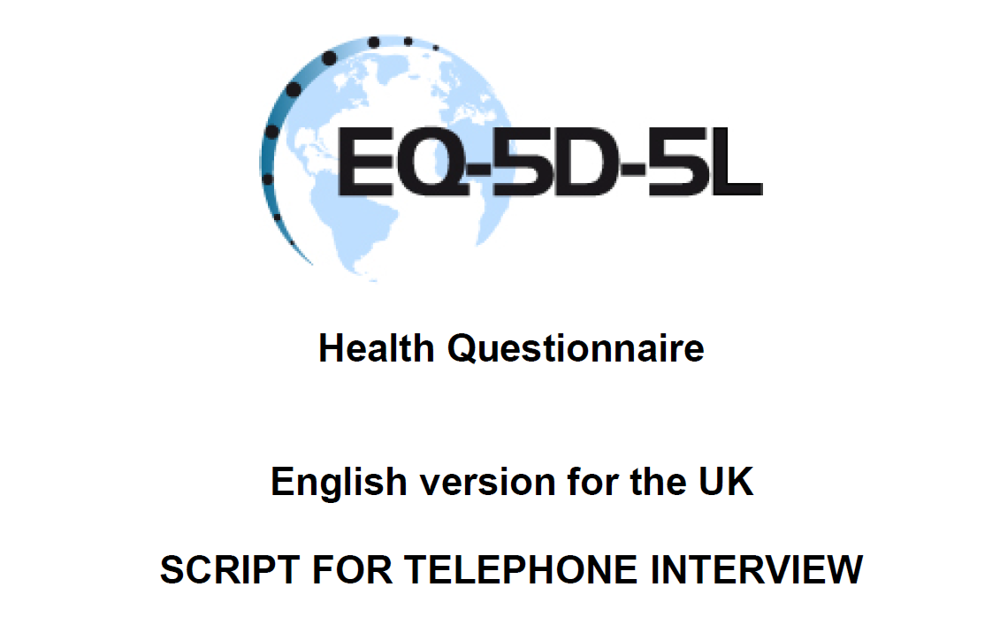 EQ-5D-5L
Health Questionnaire
English version for the UK
SCRIPT FOR TELEPHONE INTERVIEW